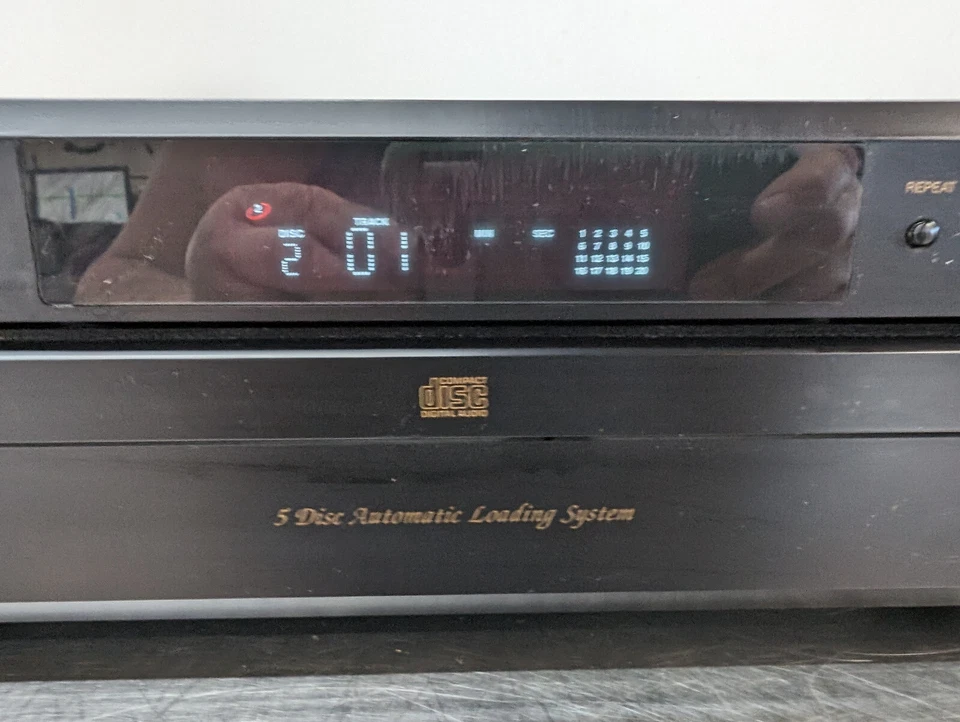 REPEAT
2
DISC TRACK MIN SEC
2 01
1 2 3 4 5
6 7 8 9 10
11 12 13 14 15
16 17 18 19 20
COMPACT
disc
DIGITAL AUDIO
5 Disc Automatic Loading System